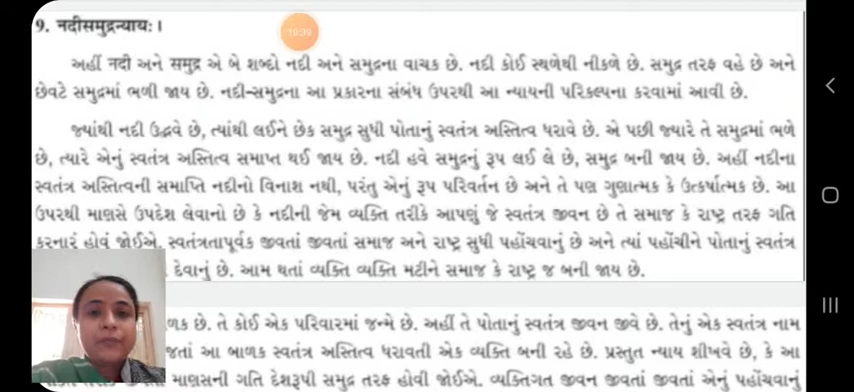 9. नदीसमुद्रन्यायः ।
10:39
અહીં નદી અને સમુદ્ર એ બે શબ્દો નદી અને સમુદ્રના વાચક છે. નદી કોઈ સ્થળેથી નીકળે છે. સમુદ્ર તરફ વહે છે અને
છેવટે સમુદ્રમાં ભળી જાય છે. નદી-સમુદ્રના આ પ્રકારના સંબંધ ઉપરથી આ ન્યાયની પરિકલ્પના કરવામાં આવી છે.
જ્યાંથી નદી ઉદ્ભવે છે, ત્યાંથી લઈને છેક સમુદ્ર સુધી પોતાનું સ્વતંત્ર અસ્તિત્વ ધરાવે છે. એ પછી જ્યારે તે સમુદ્રમાં ભળે
છે, ત્યારે એનું સ્વતંત્ર અસ્તિત્વ સમાપ્ત થઈ જાય છે. નદી હવે સમુદ્રનું રૂપ લઈ લે છે, સમુદ્ર બની જાય છે. અહીં નદીના
સ્વતંત્ર અસ્તિત્વની સમાપ્તિ નદીનો વિનાશ નથી, પરંતુ એનું રૂપ પરિવર્તન છે અને તે પણ ગુણાત્મક કે ઉત્કર્ષાત્મક છે. આ
ઉપરથી માણસે ઉપદેશ લેવાનો છે કે નદીની જેમ વ્યક્તિ તરીકે આપણું જે સ્વતંત્ર જીવન છે તે સમાજ કે રાષ્ટ્ર તરફ ગતિ
કરનારું હોવું જોઈએ. સ્વતંત્રતાપૂર્વક જીવતાં જીવતાં સમાજ અને રાષ્ટ્ર સુધી પહોંચવાનું છે અને ત્યાં પહોંચીને પોતાનું સ્વતંત્ર
દેવાનું છે. આમ થતાં વ્યક્તિ વ્યક્તિ મટીને સમાજ કે રાષ્ટ્ર જ બની જાય છે.
ળક છે. તે કોઈ એક પરિવારમાં જન્મે છે. અહીં તે પોતાનું સ્વતંત્ર જીવન જીવે છે. તેનું એક સ્વતંત્ર નામ
જતાં આ બાળક સ્વતંત્ર અસ્તિત્વ ધરાવતી એક વ્યક્તિ બની રહે છે. પ્રસ્તુત ન્યાય શીખવે છે, કે આ
માણસની ગતિ દેશરૂપી સમુદ્ર તરફ હોવી જોઈએ. વ્યક્તિગત જીવન જીવતાં જીવતાં એનું પહોંચવાનું